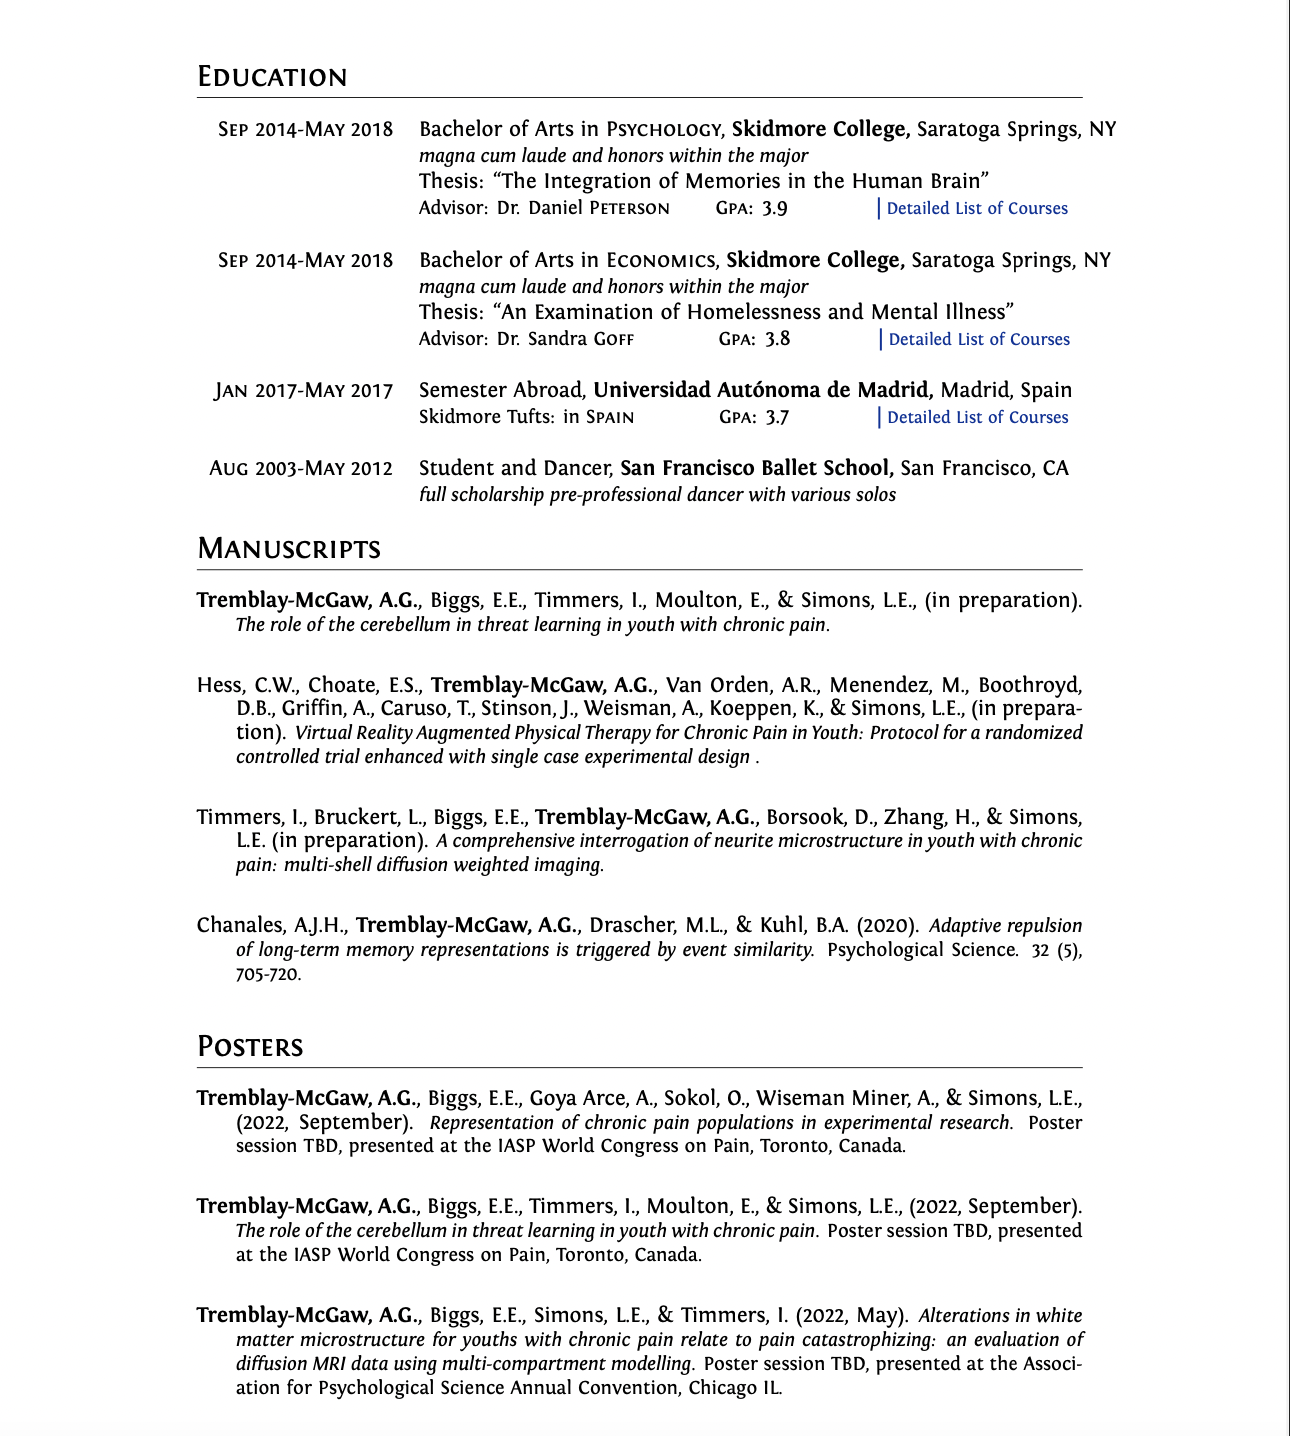 Education
Sep 2014-May 2018 Bachelor of Arts in Psychology, Skidmore College, Saratoga Springs, NY
magna cum laude and honors within the major
Thesis: “The Integration of Memories in the Human Brain”
Advisor: Dr. Daniel Peterson Gpa: 3.9 | Detailed List of Courses
Sep 2014-May 2018 Bachelor of Arts in Economics, Skidmore College, Saratoga Springs, NY
magna cum laude and honors within the major
Thesis: “An Examination of Homelessness and Mental Illness”
Advisor: Dr. Sandra Goff Gpa: 3.8 | Detailed List of Courses
Jan 2017-May 2017 Semester Abroad, Universidad Autónoma de Madrid, Madrid, Spain
Skidmore Tufts: in Spain Gpa: 3.7 | Detailed List of Courses
Aug 2003-May 2012 Student and Dancer, San Francisco Ballet School, San Francisco, CA
full scholarship pre-professional dancer with various solos
Manuscripts
Tremblay-McGaw, A.G., Biggs, E.E., Timmers, I., Moulton, E., & Simons, L.E., (in preparation).
The role of the cerebellum in threat learning in youth with chronic pain.
Hess, C.W., Choate, E.S., Tremblay-McGaw, A.G., Van Orden, A.R., Menendez, M., Boothroyd,
D.B., Griffin, A., Caruso, T., Stinson, J., Weisman, A., Koeppen, K., & Simons, L.E., (in prepara-
tion). Virtual Reality Augmented Physical Therapy for Chronic Pain in Youth: Protocol for a randomized
controlled trial enhanced with single case experimental design .
Timmers, I., Bruckert, L., Biggs, E.E., Tremblay-McGaw, A.G., Borsook, D., Zhang, H., & Simons,
L.E. (in preparation). A comprehensive interrogation of neurite microstructure in youth with chronic
pain: multi-shell diffusion weighted imaging.
Chanales, A.J.H., Tremblay-McGaw, A.G., Drascher, M.L., & Kuhl, B.A. (2020). Adaptive repulsion
of long-term memory representations is triggered by event similarity. Psychological Science. 32 (5),
705-720.
Posters
Tremblay-McGaw, A.G., Biggs, E.E., Goya Arce, A., Sokol, O., Wiseman Miner, A., & Simons, L.E.,
(2022, September). Representation of chronic pain populations in experimental research. Poster
session TBD, presented at the IASP World Congress on Pain, Toronto, Canada.
Tremblay-McGaw, A.G., Biggs, E.E., Timmers, I., Moulton, E., & Simons, L.E., (2022, September).
The role of the cerebellum in threat learning in youth with chronic pain. Poster session TBD, presented
at the IASP World Congress on Pain, Toronto, Canada.
Tremblay-McGaw, A.G., Biggs, E.E., Simons, L.E., & Timmers, I. (2022, May). Alterations in white
matter microstructure for youths with chronic pain relate to pain catastrophizing: an evaluation of
diffusion MRI data using multi-compartment modelling. Poster session TBD, presented at the Associ-
ation for Psychological Science Annual Convention, Chicago IL.